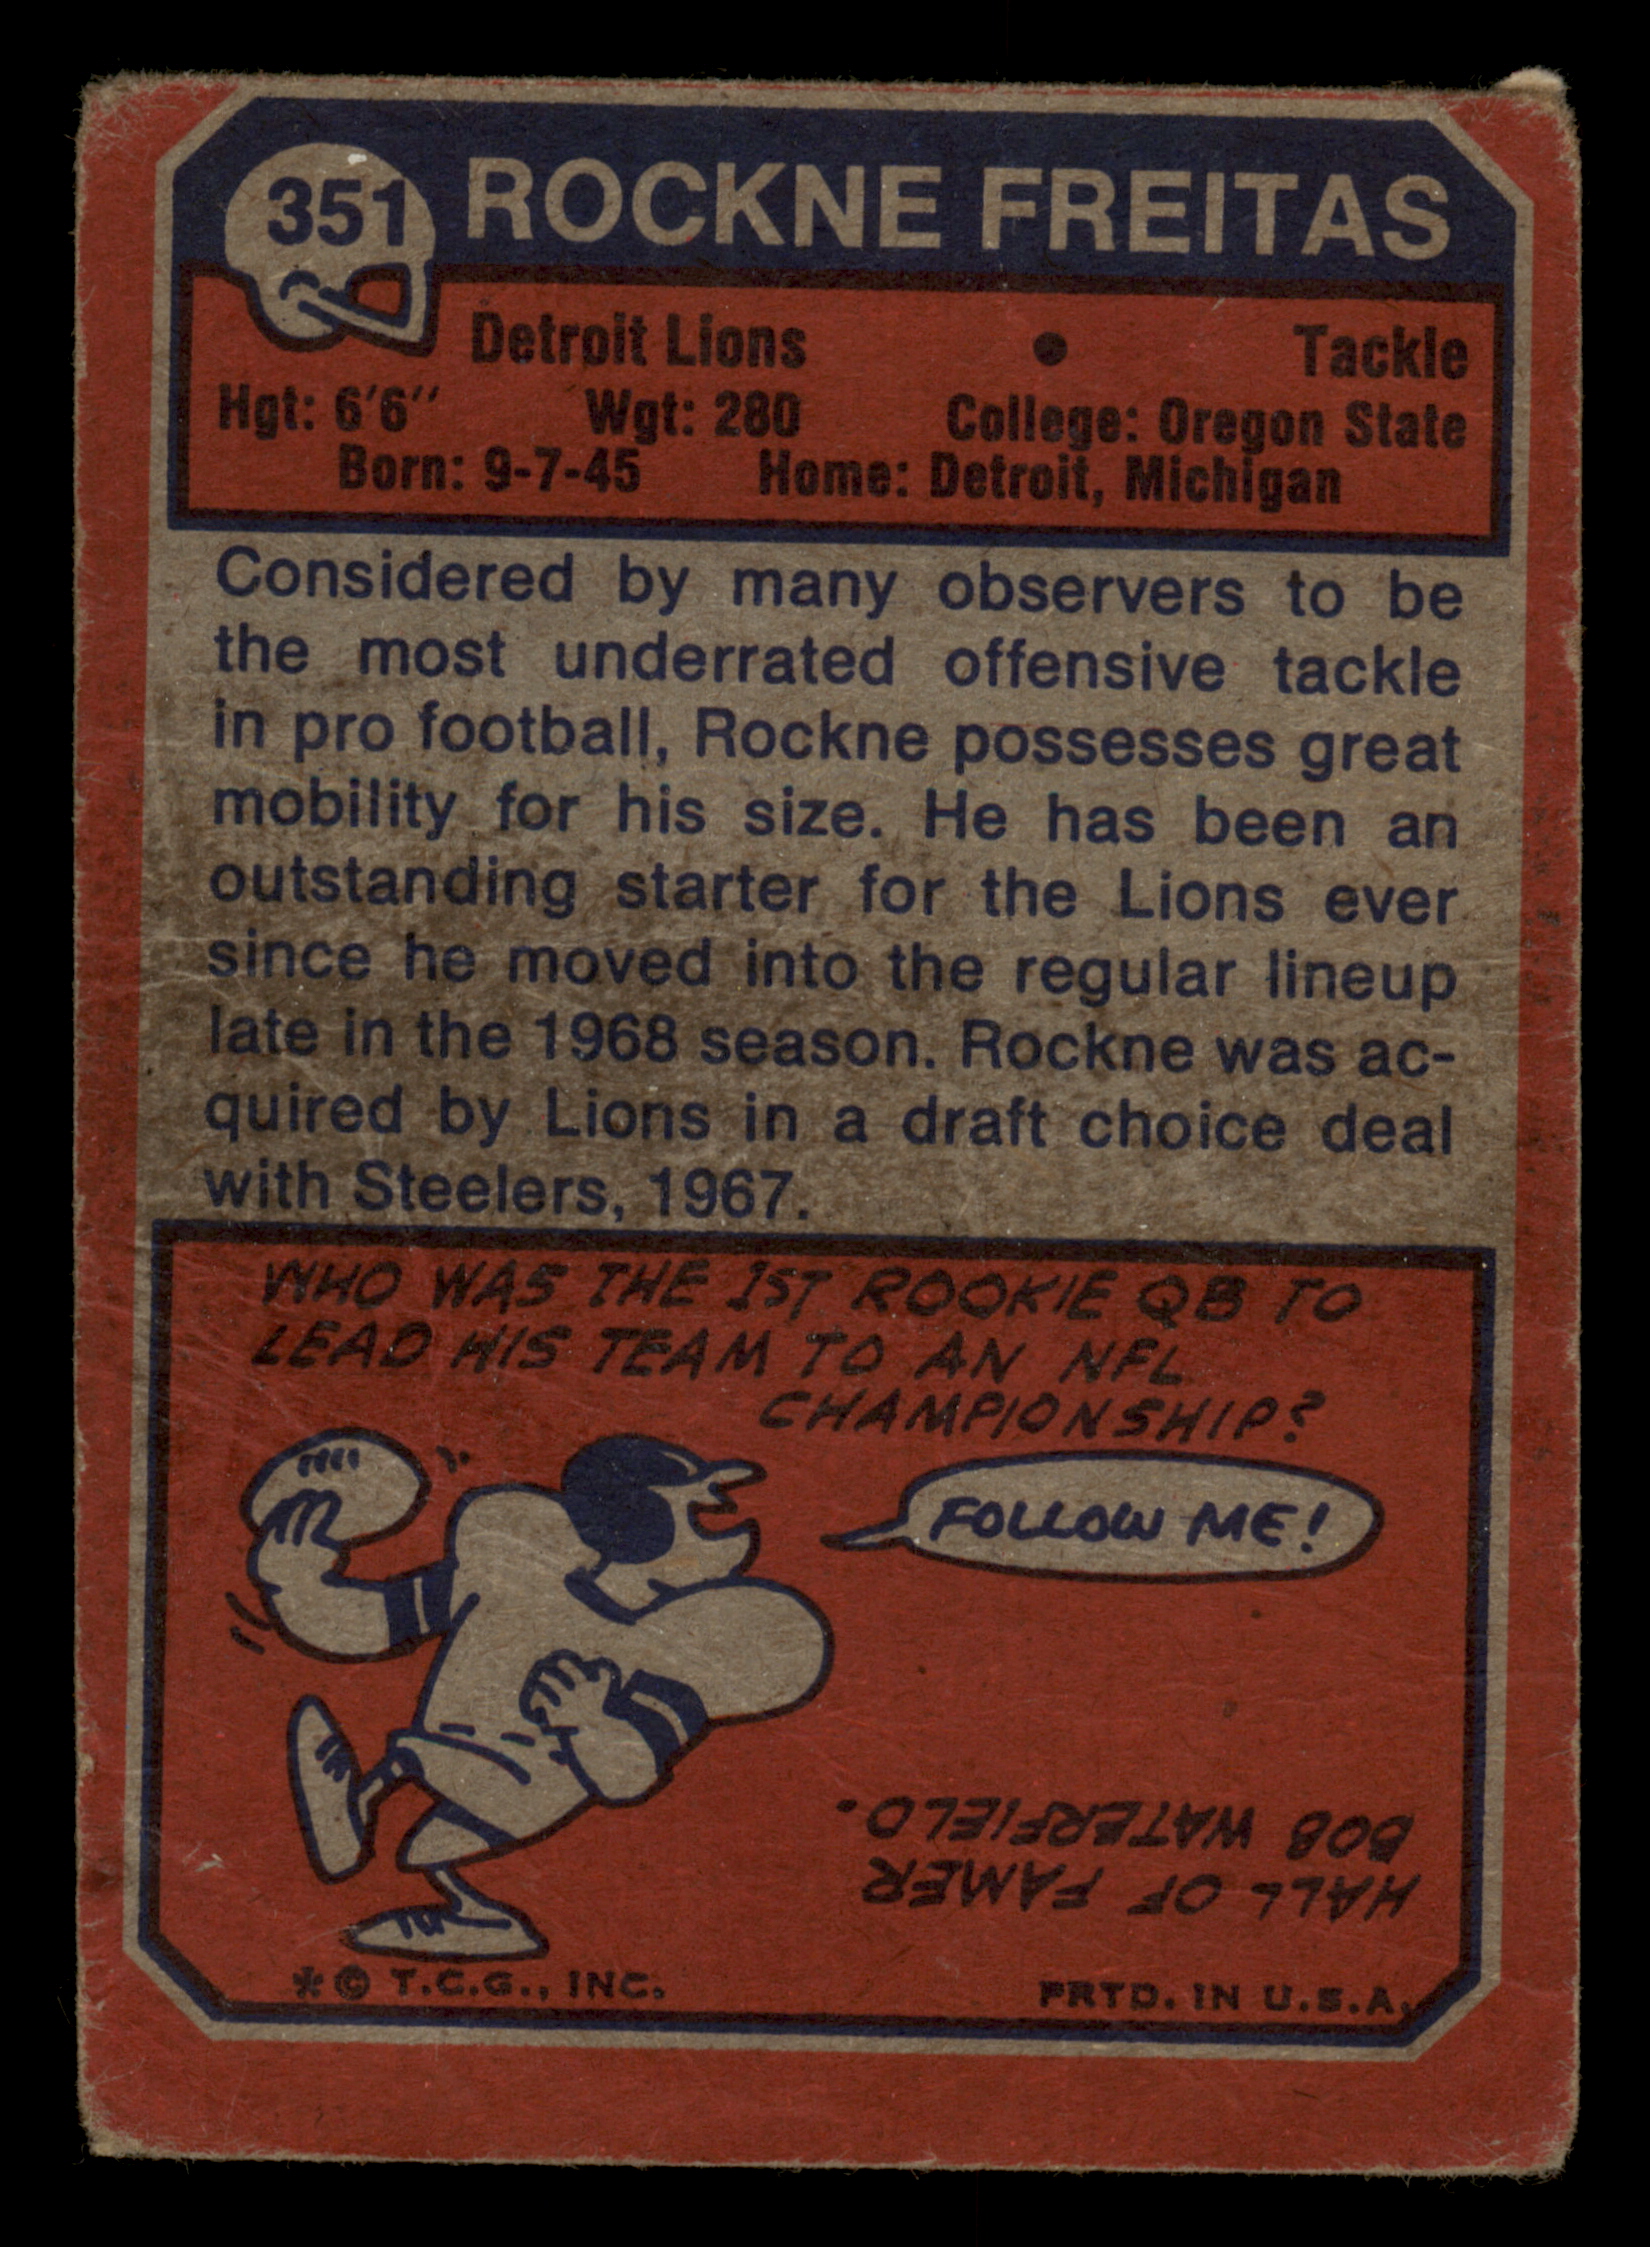 351 ROCKNE FREITAS
Detroit Lions • Tackle
Hgt: 6'6" Wgt: 280 College: Oregon State
Born: 9-7-45 Home: Detroit, Michigan
Considered by many observers to be
the most underrated offensive tackle
in pro football, Rockne possesses great
mobility for his size. He has been an
outstanding starter for the Lions ever
since he moved into the regular lineup
late in the 1968 season. Rockne was ac-
quired by Lions in a draft choice deal
with Steelers, 1967.
WHO WAS THE 1ST ROOKIE QB TO
LEAD HIS TEAM TO AN NFL
CHAMPIONSHIP?
FOLLOW ME!
HALL OF FAMER
BOB WATERFIELD.
*© T.C.G., INC. PRTD. IN U.S.A.